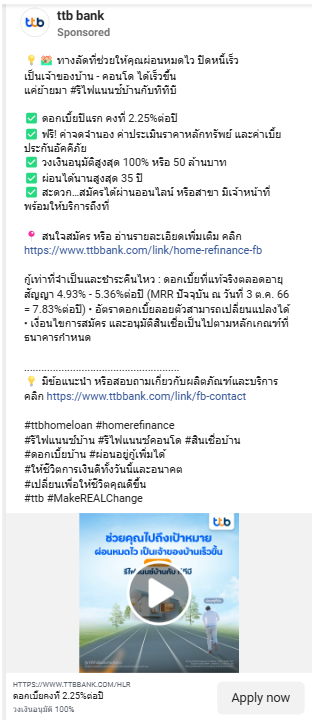 ttb bank
Sponsored
💡 🗺️ ทางลัดที่ช่วยให้คุณผ่อนหมดไว ปิดหนี้เร็ว
เป็นเจ้าของบ้าน - คอนโด ได้เร็วขึ้น
แค่ย้ายมา #รีไฟแนนซ์บ้านกับทีทีบี
✅ ดอกเบี้ยปีแรก คงที่ 2.25%ต่อปี
✅ ฟรี! ค่าจดจำนอง ค่าประเมินราคาหลักทรัพย์ และค่าเบี้ย
ประกันอัคคีภัย
✅ วงเงินอนุมัติสูงสุด 100% หรือ 50 ล้านบาท
✅ ผ่อนได้นานสูงสุด 35 ปี
✅ สะดวก...สมัครได้ผ่านออนไลน์ หรือสาขา มีเจ้าหน้าที่
พร้อมให้บริการถึงที่
📍 สนใจสมัคร หรือ อ่านรายละเอียดเพิ่มเติม คลิก
https://www.ttbbank.com/link/home-refinance-fb
กู้เท่าที่จำเป็นและชำระคืนไหว : ดอกเบี้ยที่แท้จริงตลอดอายุ
สัญญา 4.93% - 5.36%ต่อปี (MRR ปัจจุบัน ณ วันที่ 3 ต.ค. 66
= 7.83%ต่อปี) • อัตราดอกเบี้ยลอยตัวสามารถเปลี่ยนแปลงได้
• เงื่อนไขการสมัคร และอนุมัติสินเชื่อเป็นไปตามหลักเกณฑ์ที่
ธนาคารกำหนด
.....................................................
💡 มีข้อแนะนำ หรือสอบถามเกี่ยวกับผลิตภัณฑ์และบริการ
คลิก https://www.ttbbank.com/link/fb-contact
#ttbhomeloan #homerefinance
#รีไฟแนนซ์บ้าน #รีไฟแนนซ์คอนโด #สินเชื่อบ้าน
#ดอกเบี้ยบ้าน #ผ่อนอยู่กู้เพิ่มได้
#ให้ชีวิตการเงินดีทั้งวันนี้และอนาคต
#เปลี่ยนเพื่อให้ชีวิตคุณดีขึ้น
#ttb #MakeREALChange
ttb
ช่วยคุณไปถึงเป้าหมาย
ผ่อนหมดไว เป็นเจ้าของบ้านเร็วขึ้น
รีไฟแนนซ์บ้านกับ ทีทีบี
HTTPS://WWW.TTBBANK.COM/HLR
ดอกเบี้ยคงที่ 2.25%ต่อปี
วงเงินอนุมัติ 100%
Apply now